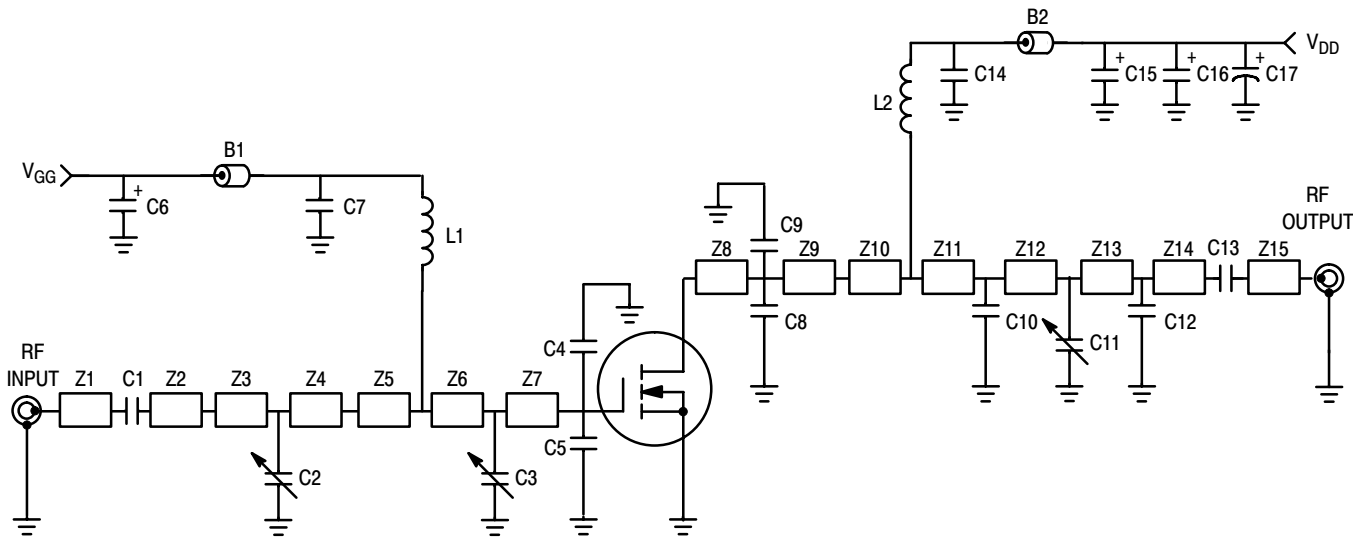 B2
V_DD
C14
+
C15
+
C16
+
C17
L2
B1
V_GG
+
C6
C7
L1
RF
OUTPUT
C9
Z8
Z9
Z10
Z11
Z12
Z13
Z14
C13
Z15
C8
C10
C11
C12
C4
RF
INPUT
Z1
C1
Z2
Z3
Z4
Z5
Z6
Z7
C5
C2
C3